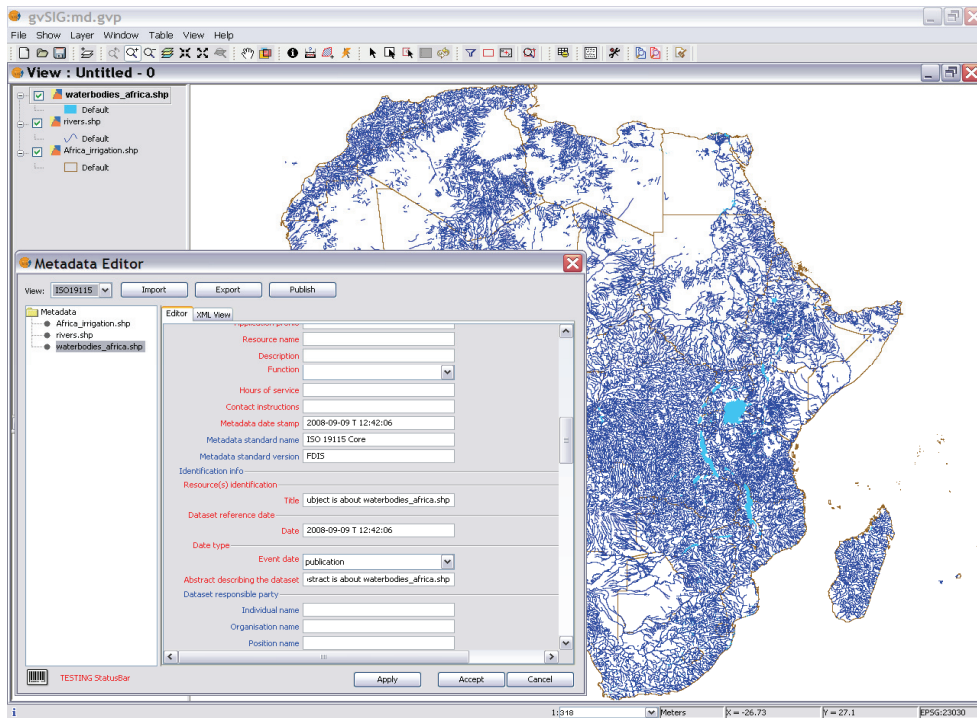 gvSIG:md.gvp
File Show Layer Window Table View Help
View : Untitled - 0
waterbodies_africa.shp
Default
rivers.shp
Default
Africa_irrigation.shp
Default
Metadata Editor
View: ISO19115 Import Export Publish
Metadata
Africa_irrigation.shp
rivers.shp
waterbodies_africa.shp
Editor XML View
Application profile
Resource name
Description
Function
Hours of service
Contact instructions
Metadata date stamp 2008-09-09 T 12:42:06
Metadata standard name ISO 19115 Core
Metadata standard version FDIS
Identification info
Resource(s) identification
Title ubject is about waterbodies_africa.shp
Dataset reference date
Date 2008-09-09 T 12:42:06
Date type
Event date publication
Abstract describing the dataset stract is about waterbodies_africa.shp
Dataset responsible party
Individual name
Organisation name
Position name
TESTING StatusBar Apply Accept Cancel
1:318 Meters X = -26.73 Y = 27.1 EPSG:23030